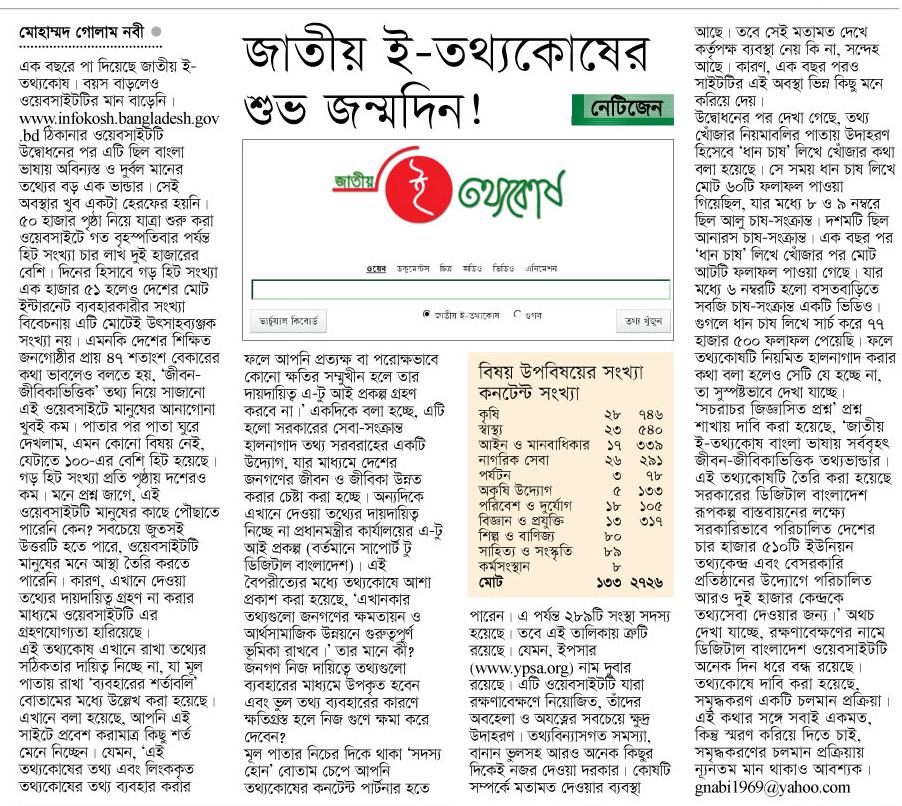 মোহাম্মদ গোলাম নবী
জাতীয় ই-তথ্যকোষের
শুভ জন্মদিন!
নেটিজেন
এক বছরে পা দিয়েছে জাতীয় ই-
তথ্যকোষ। বয়স বাড়লেও
ওয়েবসাইটটির মান বাড়েনি।
www.infokosh.bangladesh.gov
.bd ঠিকানার ওয়েবসাইটটি
উদ্বোধনের পর এটি ছিল বাংলা
ভাষায় অবিন্যস্ত ও দুর্বল মানের
তথ্যের বড় এক ভান্ডার। সেই
অবস্থার খুব একটা হেরফের হয়নি।
৫০ হাজার পৃষ্ঠা নিয়ে যাত্রা শুরু করা
ওয়েবসাইটে গত বৃহস্পতিবার পর্যন্ত
হিট সংখ্যা চার লাখ দুই হাজারের
বেশি। দিনের হিসাবে গড় হিট সংখ্যা
এক হাজার ৫১ হলেও দেশের মোট
ইন্টারনেট ব্যবহারকারীর সংখ্যা
বিবেচনায় এটি মোটেই উৎসাহব্যঞ্জক
সংখ্যা নয়। এমনকি দেশের শিক্ষিত
জনগোষ্ঠীর প্রায় ৪৭ শতাংশ বেকারের
কথা ভাবলেও বলতে হয়, ‘জীবন-
জীবিকাভিত্তিক’ তথ্য নিয়ে সাজানো
এই ওয়েবসাইটে মানুষের আনাগোনা
খুবই কম। পাতার পর পাতা ঘুরে
দেখলাম, এমন কোনো বিষয় নেই,
যেটাতে ১০০-এর বেশি হিট হয়েছে।
গড় হিট সংখ্যা প্রতি পৃষ্ঠায় দশেরও
কম। মনে প্রশ্ন জাগে, এই
ওয়েবসাইটটি মানুষের কাছে পৌঁছাতে
পারেনি কেন? সবচেয়ে জুতসই
উত্তরটি হতে পারে, ওয়েবসাইটটি
মানুষের মনে আস্থা তৈরি করতে
পারেনি। কারণ, এখানে দেওয়া
তথ্যের দায়দায়িত্ব গ্রহণ না করার
মাধ্যমে ওয়েবসাইটটি এর
গ্রহণযোগ্যতা হারিয়েছে।
এই তথ্যকোষ এখানে রাখা তথ্যের
সঠিকতার দায়িত্ব নিচ্ছে না, যা মূল
পাতায় রাখা ‘ব্যবহারের শর্তাবলি’
বোতামের মধ্যে উল্লেখ করা হয়েছে।
এখানে বলা হয়েছে, আপনি এই
সাইটে প্রবেশ করামাত্র কিছু শর্ত
মেনে নিচ্ছেন। যেমন, ‘এই
তথ্যকোষের তথ্য এবং লিংককৃত
তথ্যকোষের তথ্য ব্যবহার করার
জাতীয় ই তথ্যকোষ
ওয়েব ডকুমেন্টস চিত্র অডিও ভিডিও এনিমেশন
ভার্চুয়াল কিবোর্ড জাতীয় ই-তথ্যকোষ গুগল তথ্য খুঁজুন
ফলে আপনি প্রত্যক্ষ বা পরোক্ষভাবে
কোনো ক্ষতির সম্মুখীন হলে তার
দায়দায়িত্ব এ-টু আই প্রকল্প গ্রহণ
করবে না।’ একদিকে বলা হচ্ছে, এটি
হলো সরকারের সেবা-সংক্রান্ত
হালনাগাদ তথ্য সরবরাহের একটি
উদ্যোগ, যার মাধ্যমে দেশের
জনগণের জীবন ও জীবিকা উন্নত
করার চেষ্টা করা হচ্ছে। অন্যদিকে
এখানে দেওয়া তথ্যের দায়দায়িত্ব
নিচ্ছে না প্রধানমন্ত্রীর কার্যালয়ের এ-টু
আই প্রকল্প (বর্তমানে সাপোর্ট টু
ডিজিটাল বাংলাদেশ)। এই
বৈপরীত্যের মধ্যে তথ্যকোষে আশা
প্রকাশ করা হয়েছে, ‘এখানকার
তথ্যগুলো জনগণের ক্ষমতায়ন ও
আর্থসামাজিক উন্নয়নে গুরুত্বপূর্ণ
ভূমিকা রাখবে।’ তার মানে কী?
জনগণ নিজ দায়িত্বে তথ্যগুলো
ব্যবহারের মাধ্যমে উপকৃত হবেন
এবং ভুল তথ্য ব্যবহারের কারণে
ক্ষতিগ্রস্ত হলে নিজ গুণে ক্ষমা করে
দেবেন?
মূল পাতার নিচের দিকে থাকা ‘সদস্য
হোন’ বোতাম চেপে আপনি
তথ্যকোষের কনটেন্ট পার্টনার হতে
বিষয় উপবিষয়ের সংখ্যা
কনটেন্ট সংখ্যা
কৃষি ২৮ ৭৪৬
স্বাস্থ্য ২৩ ৫৪০
আইন ও মানবাধিকার ১৭ ৩৩৯
নাগরিক সেবা ২৬ ২৯১
পর্যটন ৩ ৭৮
অকৃষি উদ্যোগ ৫ ১৩৩
পরিবেশ ও দুর্যোগ ১৮ ১০৫
বিজ্ঞান ও প্রযুক্তি ১৩ ৩১৭
শিল্প ও বাণিজ্য ৮০
সাহিত্য ও সংস্কৃতি ৮৯
কর্মসংস্থান ৮
মোট ১৩৩ ২৭২৬
পারেন। এ পর্যন্ত ২৮৯টি সংস্থা সদস্য
হয়েছে। তবে এই তালিকায় ত্রুটি
রয়েছে। যেমন, ইপসার
(www.ypsa.org) নাম দুবার
রয়েছে। এটি ওয়েবসাইটটি যারা
রক্ষণাবেক্ষণে নিয়োজিত, তাঁদের
অবহেলা ও অযত্নের সবচেয়ে ক্ষুদ্র
উদাহরণ। তথ্যবিন্যাসগত সমস্যা,
বানান ভুলসহ আরও অনেক কিছুর
দিকেই নজর দেওয়া দরকার। কোষটি
সম্পর্কে মতামত দেওয়ার ব্যবস্থা
আছে। তবে সেই মতামত দেখে
কর্তৃপক্ষ ব্যবস্থা নেয় কি না, সন্দেহ
আছে। কারণ, এক বছর পরও
সাইটটির এই অবস্থা ভিন্ন কিছু মনে
করিয়ে দেয়।
উদ্বোধনের পর দেখা গেছে, তথ্য
খোঁজার নিয়মাবলির পাতায় উদাহরণ
হিসেবে ‘ধান চাষ’ লিখে খোঁজার কথা
বলা হয়েছে। সে সময় ধান চাষ লিখে
মোট ৬০টি ফলাফল পাওয়া
গিয়েছিল, যার মধ্যে ৮ ও ৯ নম্বরে
ছিল আলু চাষ-সংক্রান্ত। দশমটি ছিল
আনারস চাষ-সংক্রান্ত। এক বছর পর
‘ধান চাষ’ লিখে খোঁজার পর মোট
আটটি ফলাফল পাওয়া গেছে। যার
মধ্যে ৬ নম্বরটি হলো বসতবাড়িতে
সবজি চাষ-সংক্রান্ত একটি ভিডিও।
গুগলে ধান চাষ লিখে সার্চ করে ৭৭
হাজার ৫০০ ফলাফল পেয়েছি। ফলে
তথ্যকোষটি নিয়মিত হালনাগাদ করার
কথা বলা হলেও সেটি যে হচ্ছে না,
তা সুস্পষ্টভাবে দেখা যাচ্ছে।
‘সচরাচর জিজ্ঞাসিত প্রশ্ন’ প্রশ্ন
শাখায় দাবি করা হয়েছে, ‘জাতীয়
ই-তথ্যকোষ বাংলা ভাষায় সর্ববৃহৎ
জীবন-জীবিকাভিত্তিক তথ্যভান্ডার।
এই তথ্যকোষটি তৈরি করা হয়েছে
সরকারের ডিজিটাল বাংলাদেশ
রূপকল্প বাস্তবায়নের লক্ষ্যে
সরকারিভাবে পরিচালিত দেশের
চার হাজার ৫১০টি ইউনিয়ন
তথ্যকেন্দ্র এবং বেসরকারি
প্রতিষ্ঠানের উদ্যোগে পরিচালিত
আরও দুই হাজার কেন্দ্রকে
তথ্যসেবা দেওয়ার জন্য।’ অথচ
দেখা যাচ্ছে, রক্ষণাবেক্ষণের নামে
ডিজিটাল বাংলাদেশ ওয়েবসাইটটি
অনেক দিন ধরে বন্ধ রয়েছে।
তথ্যকোষে দাবি করা হয়েছে,
সমৃদ্ধকরণ একটি চলমান প্রক্রিয়া।
এই কথার সঙ্গে সবাই একমত,
কিন্তু স্মরণ করিয়ে দিতে চাই,
সমৃদ্ধকরণের চলমান প্রক্রিয়ায়
ন্যূনতম মান থাকাও আবশ্যক।
gnabi1969@yahoo.com